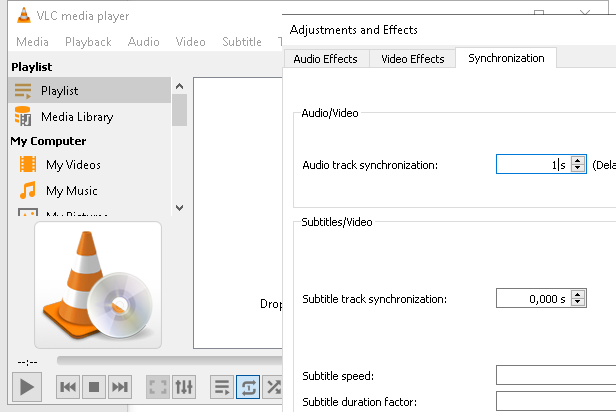 VLC media player
Media Playback Audio Video Subtitle
Playlist
Playlist
Media Library
My Computer
My Videos
My Music
My Pictures
Drop
--:--
Adjustments and Effects
Audio Effects Video Effects Synchronization
Audio/Video
Audio track synchronization: 1 s (Dela
Subtitles/Video
Subtitle track synchronization: 0,000 s
Subtitle speed:
Subtitle duration factor: